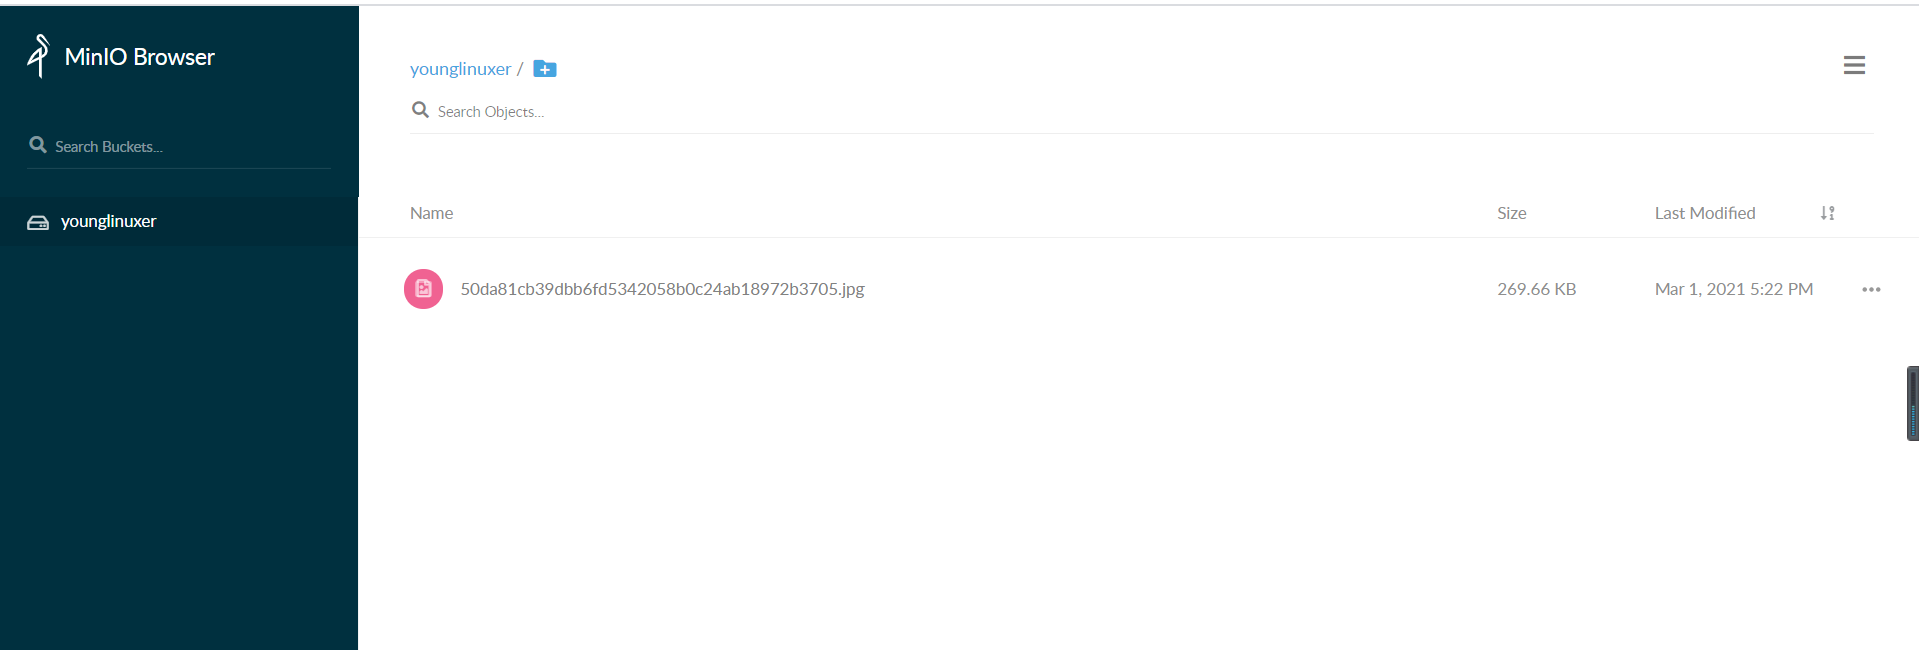 MinIO Browser
Search Buckets...
younglinuxer
younglinuxer /
Search Objects...
Name Size Last Modified
50da81cb39dbb6fd5342058b0c24ab18972b3705.jpg 269.66 KB Mar 1, 2021 5:22 PM